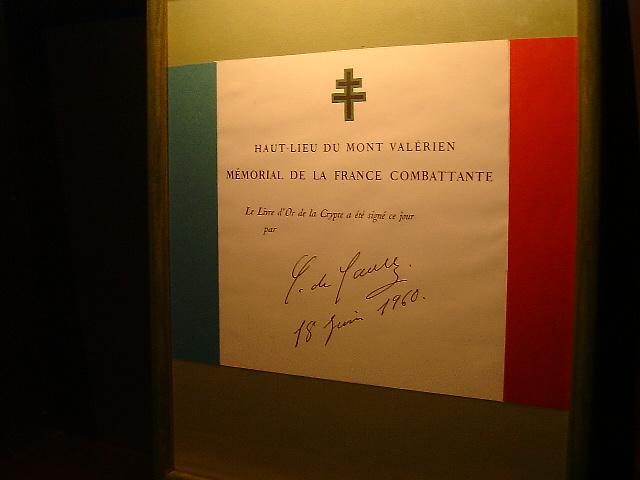 HAUT-LIEU DU MONT VALÉRIEN
MÉMORIAL DE LA FRANCE COMBATTANTE
Le Livre d'Or de la Crypte a été signé ce jour
par
C. de Gaulle.
18 Juin 1960.